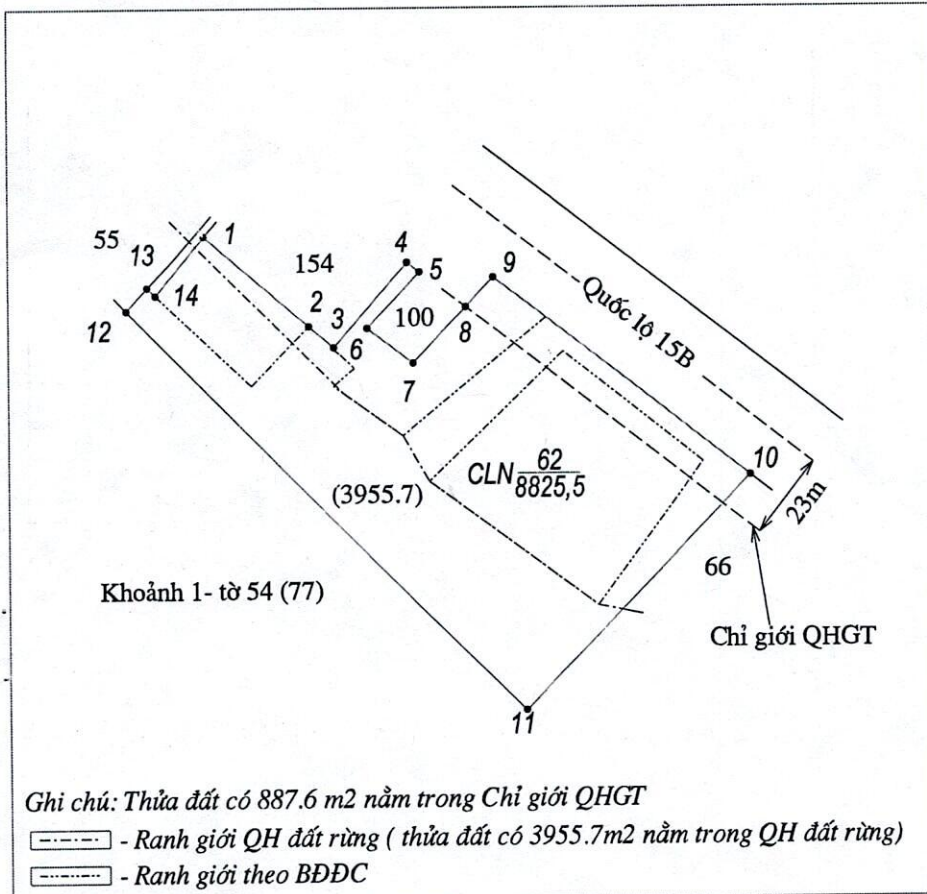 1
55
13
154
4
5
9
14
2
Quốc lộ 15B
12
3
100
8
6
7
CLN 62
8825,5
10
(3955.7)
23m
66
Khoảnh 1- tờ 54 (77)
Chỉ giới QHGT
11
Ghi chú: Thửa đất có 887.6 m2 nằm trong Chỉ giới QHGT
- Ranh giới QH đất rừng ( thửa đất có 3955.7m2 nằm trong QH đất rừng)
- Ranh giới theo BĐĐC